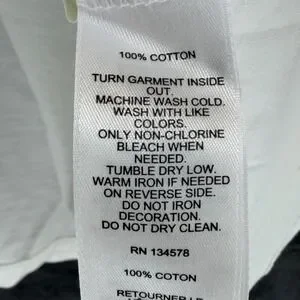 100% COTTON
TURN GARMENT INSIDE
OUT.
MACHINE WASH COLD.
WASH WITH LIKE
COLORS.
ONLY NON-CHLORINE
BLEACH WHEN
NEEDED.
TUMBLE DRY LOW.
WARM IRON IF NEEDED
ON REVERSE SIDE.
DO NOT IRON
DECORATION.
DO NOT DRY CLEAN.
RN 134578
100% COTON
RETOURNER LE